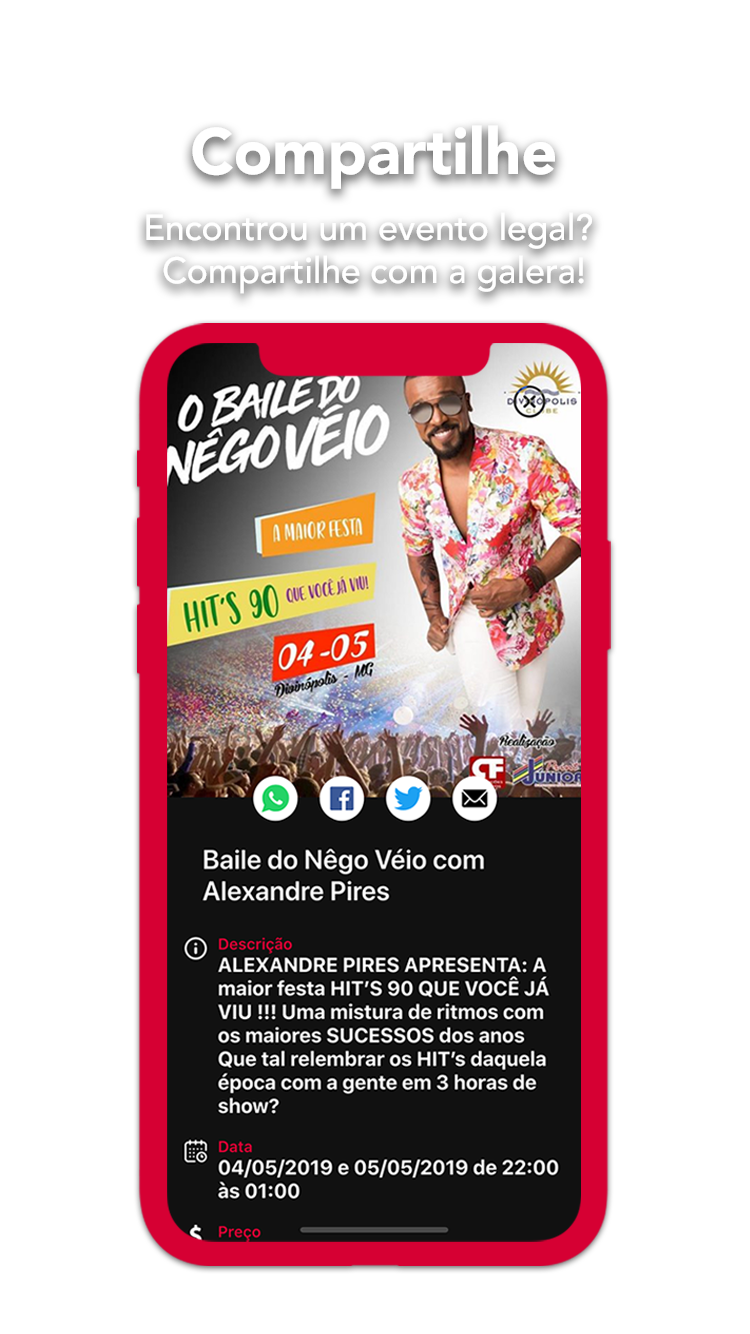 Compartilhe
Encontrou um evento legal?
Compartilhe com a galera!
O BAILE DO
NÊGO VÉIO
DIVINÓPOLIS
A MAIOR FESTA
HIT'S 90 QUE VOCÊ JÁ VIU!
04-05
Divinópolis - MG
Realização
JUNIOR
Baile do Nêgo Véio com
Alexandre Pires
Descrição
ALEXANDRE PIRES APRESENTA: A
maior festa HIT'S 90 QUE VOCÊ JÁ
VIU !!! Uma mistura de ritmos com
os maiores SUCESSOS dos anos
Que tal relembrar os HIT's daquela
época com a gente em 3 horas de
show?
Data
04/05/2019 e 05/05/2019 de 22:00
às 01:00
Preço